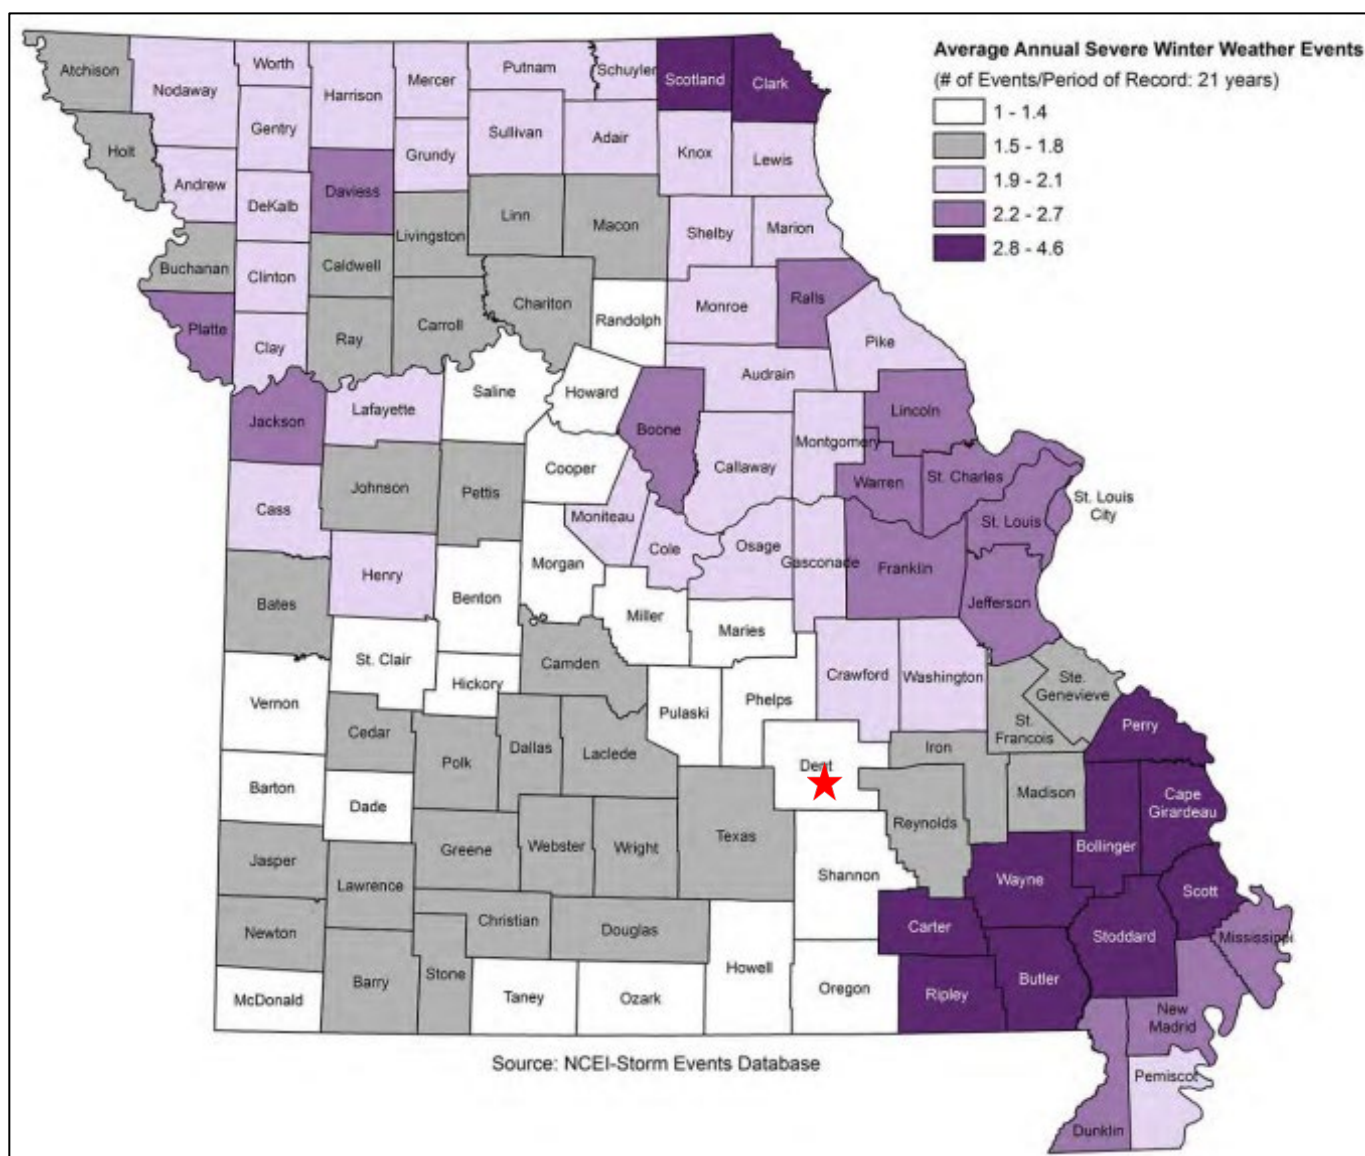 Average Annual Severe Winter Weather Events
(# of Events/Period of Record: 21 years)
1 - 1.4
1.5 - 1.8
1.9 - 2.1
2.2 - 2.7
2.8 - 4.6
Atchison
Nodaway
Worth
Harrison
Mercer
Putnam
Schuyler
Scotland
Clark
Holt
Andrew
Gentry
DeKalb
Daviess
Grundy
Sullivan
Adair
Knox
Lewis
Buchanan
Clinton
Caldwell
Livingston
Linn
Macon
Shelby
Marion
Platte
Clay
Ray
Carroll
Chariton
Randolph
Monroe
Ralls
Pike
Jackson
Lafayette
Saline
Howard
Boone
Audrain
Callaway
Montgomery
Lincoln
Warren
St. Charles
St. Louis
St. Louis
City
Cass
Johnson
Pettis
Cooper
Moniteau
Cole
Osage
Gasconade
Franklin
Jefferson
Bates
Henry
Benton
Morgan
Miller
Maries
Crawford
Washington
Ste.
Genevieve
St.
Francois
Perry
Vernon
St. Clair
Hickory
Camden
Pulaski
Phelps
Dent
Iron
Madison
Cape
Girardeau
Bollinger
Barton
Cedar
Polk
Dallas
Laclede
Texas
Reynolds
Shannon
Wayne
Scott
Jasper
Dade
Greene
Webster
Wright
Carter
Stoddard
Mississippi
Newton
Lawrence
Christian
Douglas
Howell
Oregon
Ripley
Butler
New
Madrid
McDonald
Barry
Stone
Taney
Ozark
Pemiscot
Dunklin
Source: NCEI-Storm Events Database